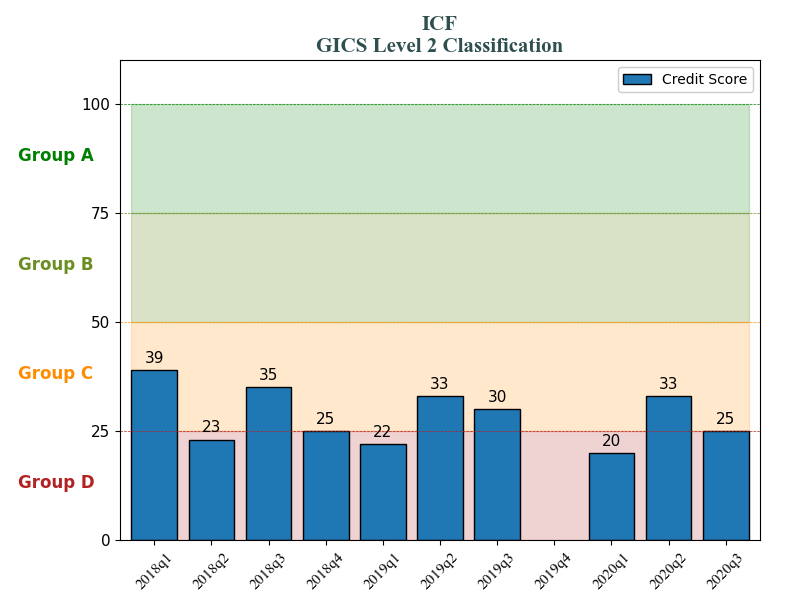 ICF
GICS Level 2 Classification
Credit Score
100
Group A
75
Group B
50
Group C
25
Group D
0
39
23
35
25
22
33
30
20
33
25
2018q1
2018q2
2018q3
2018q4
2019q1
2019q2
2019q3
2019q4
2020q1
2020q2
2020q3